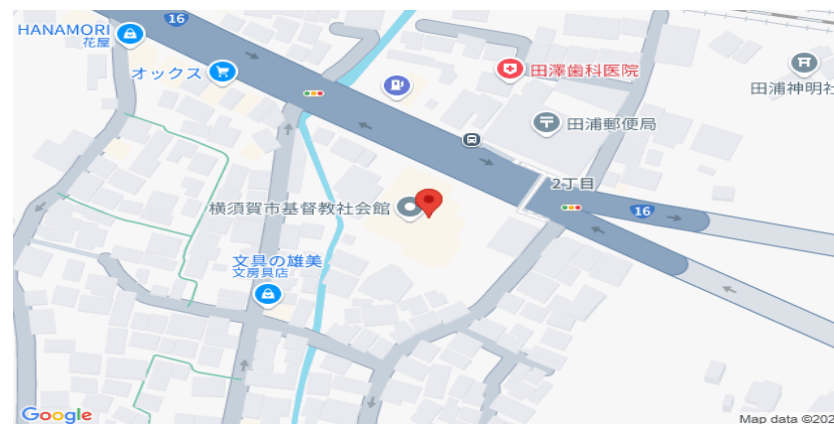 16
HANAMORI
花屋
オックス
田澤歯科医院
田浦神明社
田浦郵便局
2丁目
横須賀市基督教社会館
16
文具の雄美
文房具店
Google
Map data ©202